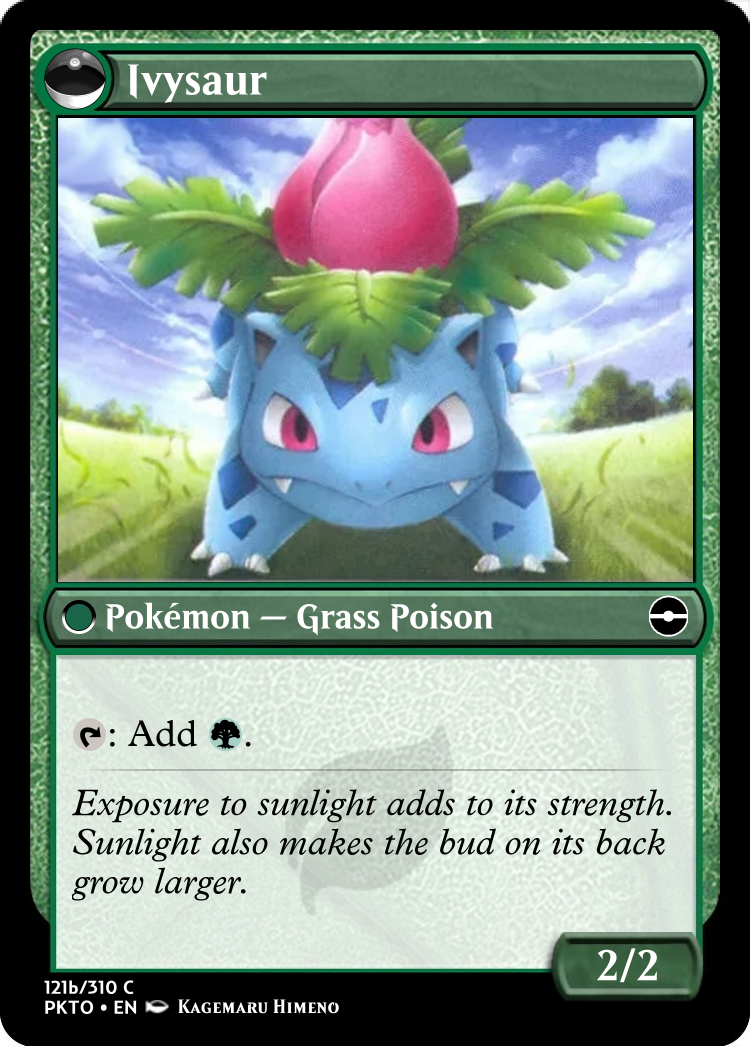 Ivysaur
Pokémon — Grass Poison
: Add .
Exposure to sunlight adds to its strength.
Sunlight also makes the bud on its back
grow larger.
2/2
121b/310 C
PKTO • EN Kagemaru Himeno